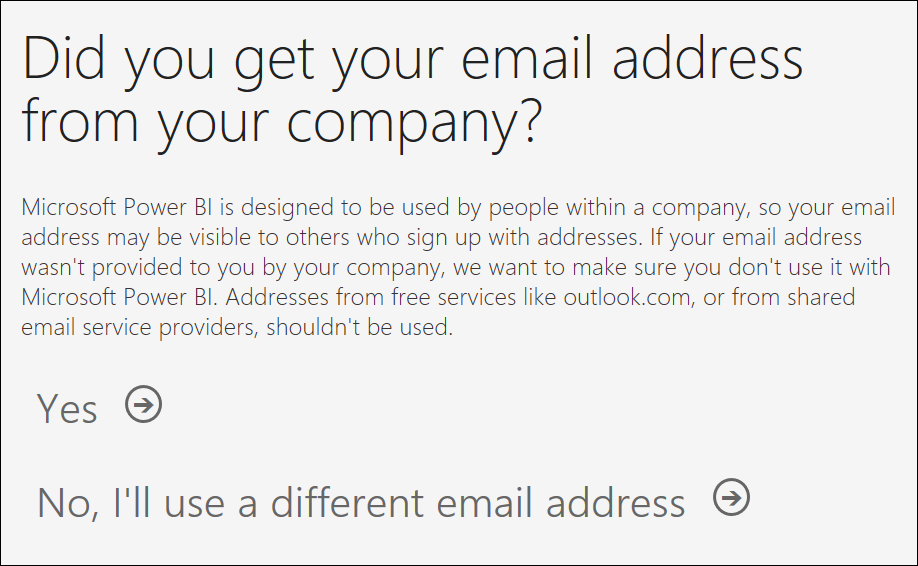 Did you get your email address
from your company?
Microsoft Power BI is designed to be used by people within a company, so your email
address may be visible to others who sign up with addresses. If your email address
wasn't provided to you by your company, we want to make sure you don't use it with
Microsoft Power BI. Addresses from free services like outlook.com, or from shared
email service providers, shouldn't be used.
Yes
No, I'll use a different email address